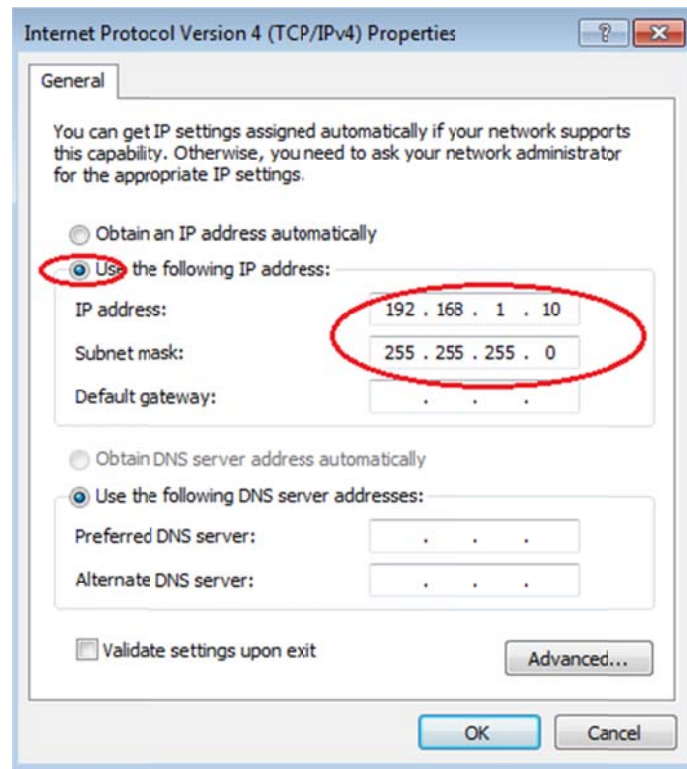 Internet Protocol Version 4 (TCP/IPv4) Properties
General
You can get IP settings assigned automatically if your network supports
this capability. Otherwise, you need to ask your network administrator
for the appropriate IP settings.
Obtain an IP address automatically
Use the following IP address:
IP address: 192 . 168 . 1 . 10
Subnet mask: 255 . 255 . 255 . 0
Default gateway: . . .
Obtain DNS server address automatically
Use the following DNS server addresses:
Preferred DNS server: . . .
Alternate DNS server: . . .
Validate settings upon exit
Advanced...
OK Cancel